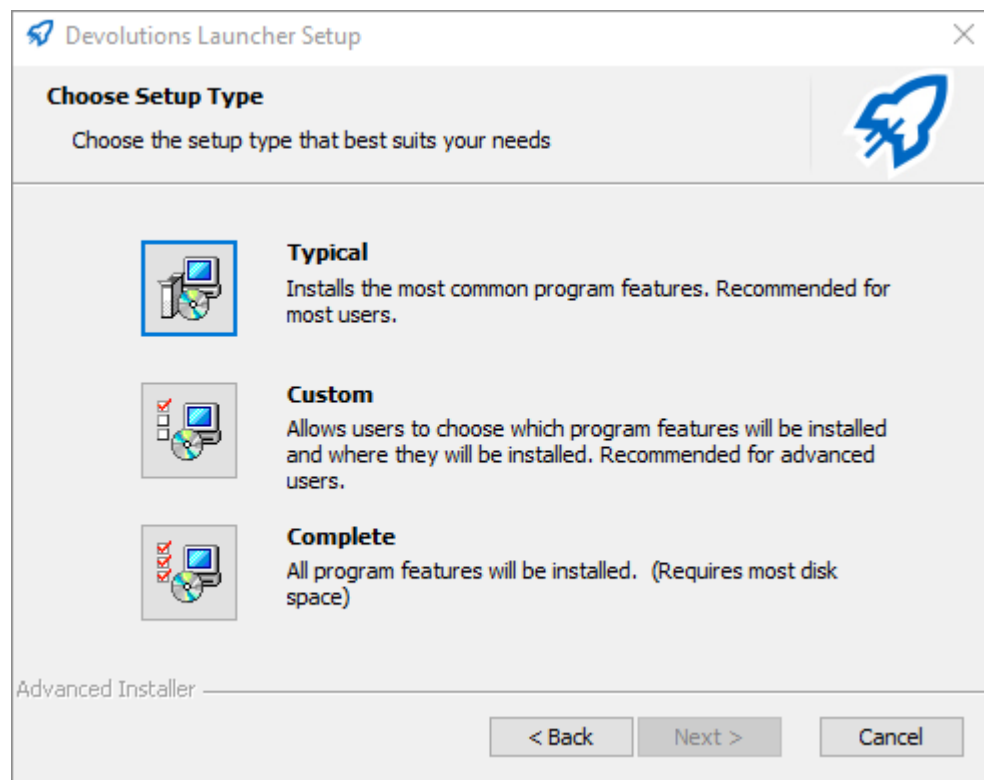 Devolutions Launcher Setup
Choose Setup Type
Choose the setup type that best suits your needs
Typical
Installs the most common program features. Recommended for
most users.
Custom
Allows users to choose which program features will be installed
and where they will be installed. Recommended for advanced
users.
Complete
All program features will be installed.  (Requires most disk
space)
Advanced Installer
< Back
Next >
Cancel